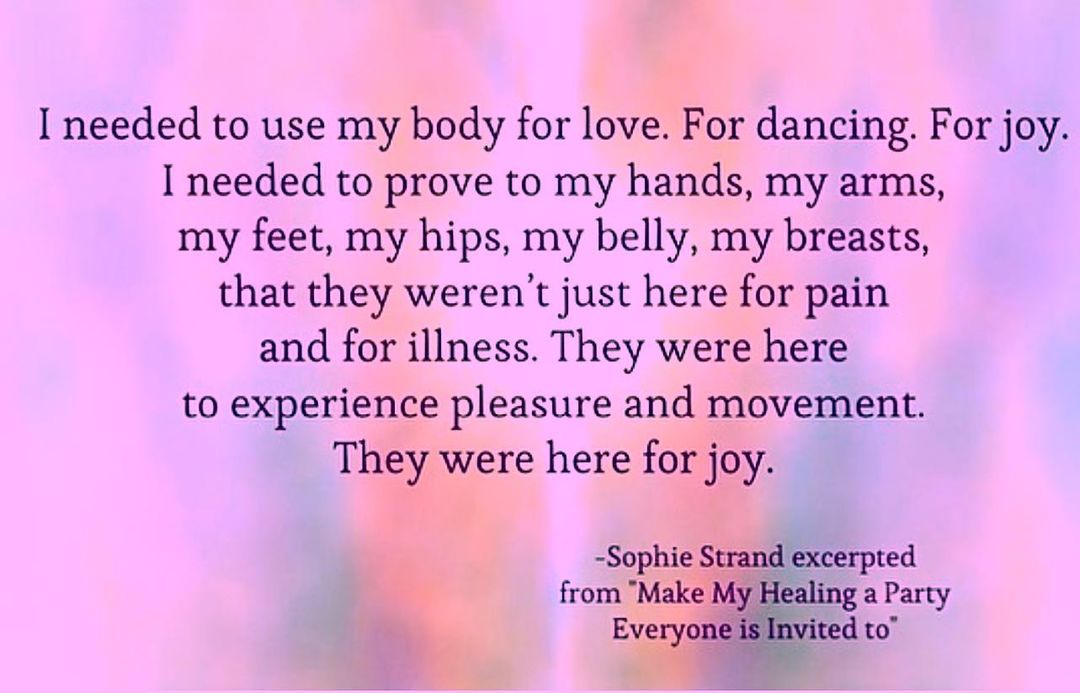 I needed to use my body for love. For dancing. For joy.
I needed to prove to my hands, my arms,
my feet, my hips, my belly, my breasts,
that they weren’t just here for pain
and for illness. They were here
to experience pleasure and movement.
They were here for joy.
-Sophie Strand excerpted
from "Make My Healing a Party
Everyone is Invited to"